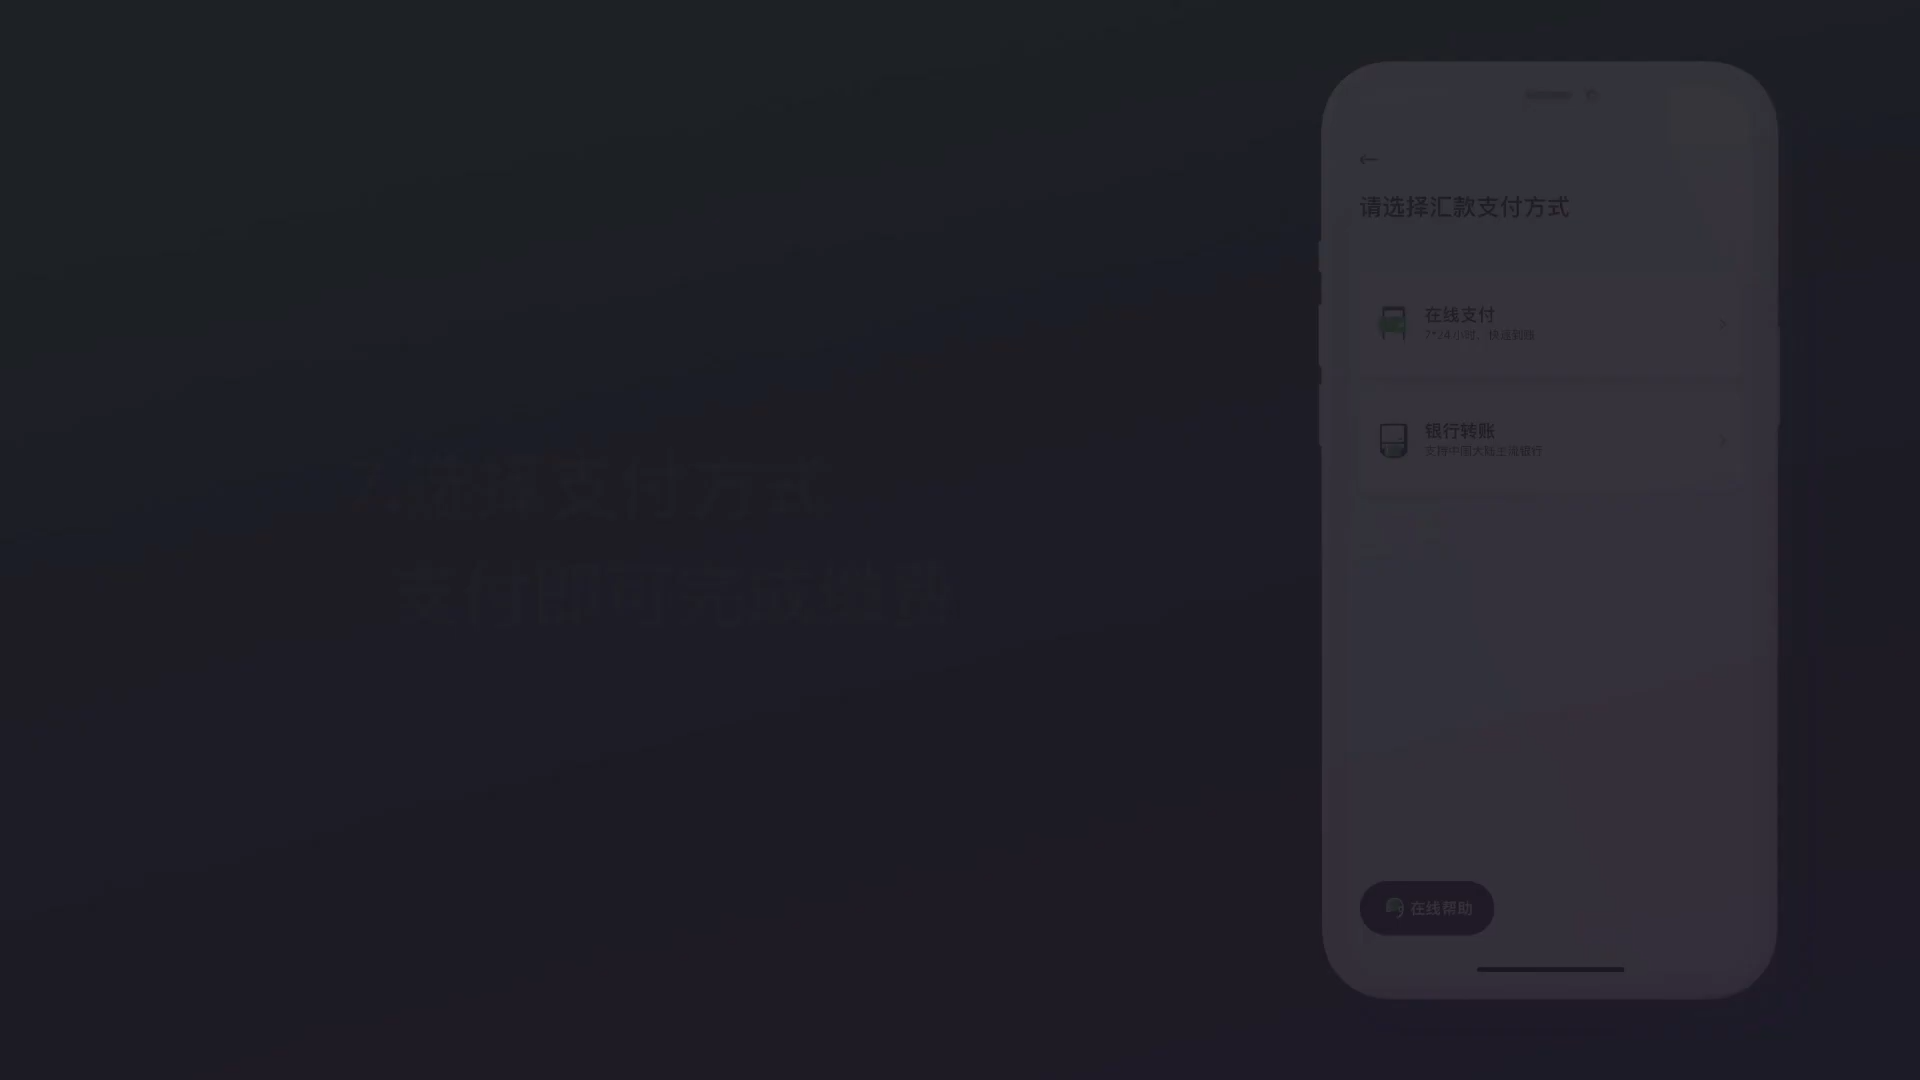 7.选择支付方式
支付即可完成缴费
请选择汇款支付方式
在线支付
7*24小时，快速到账
银行转账
支持中国大陆主流银行
在线帮助